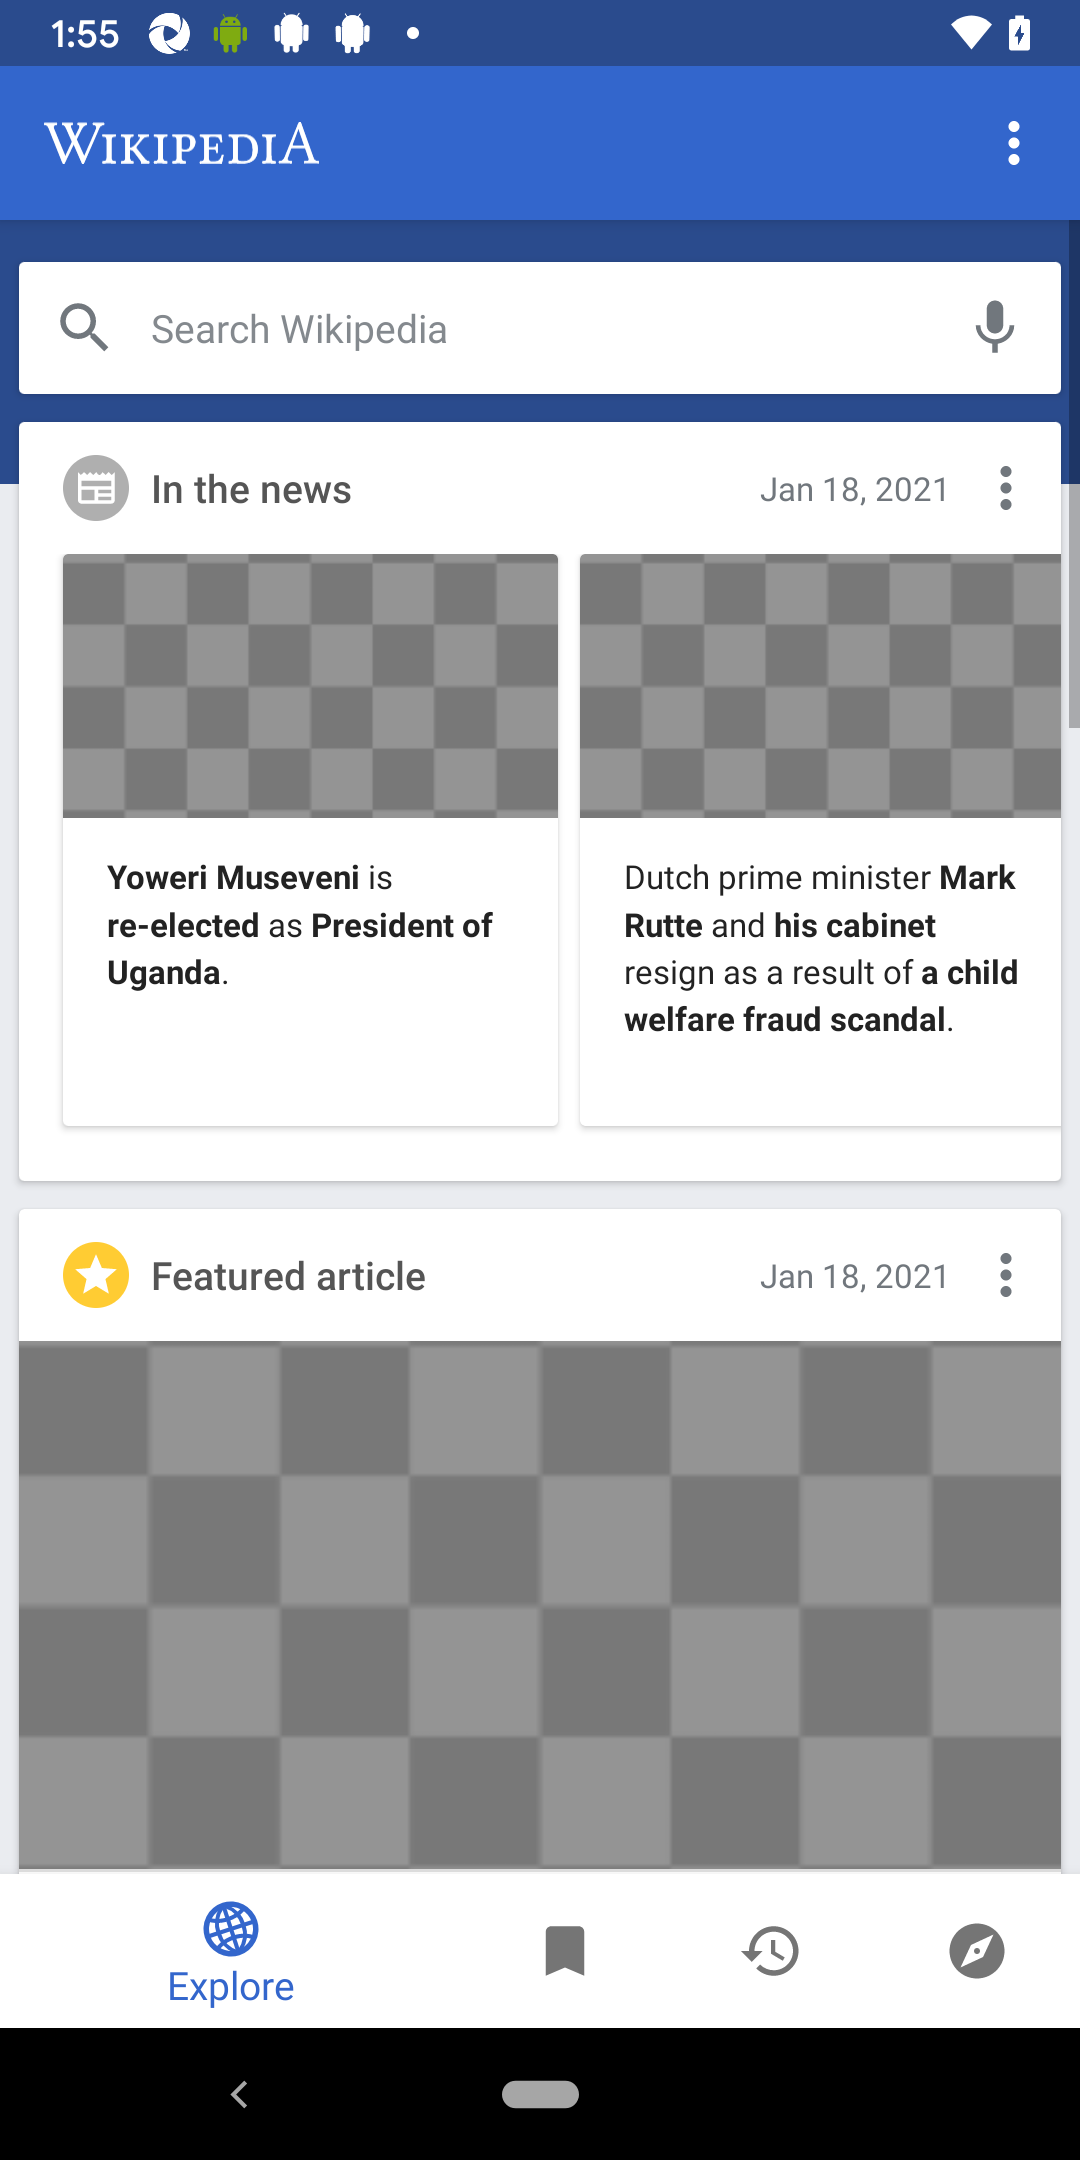 1:55
WIKIPEDIA
Search Wikipedia
In the news
Jan 18, 2021
Yoweri Museveni is
re-elected as President of
Uganda.
Dutch prime minister Mark
Rutte and his cabinet
resign as a result of a child
welfare fraud scandal.
Featured article
Jan 18, 2021
Explore